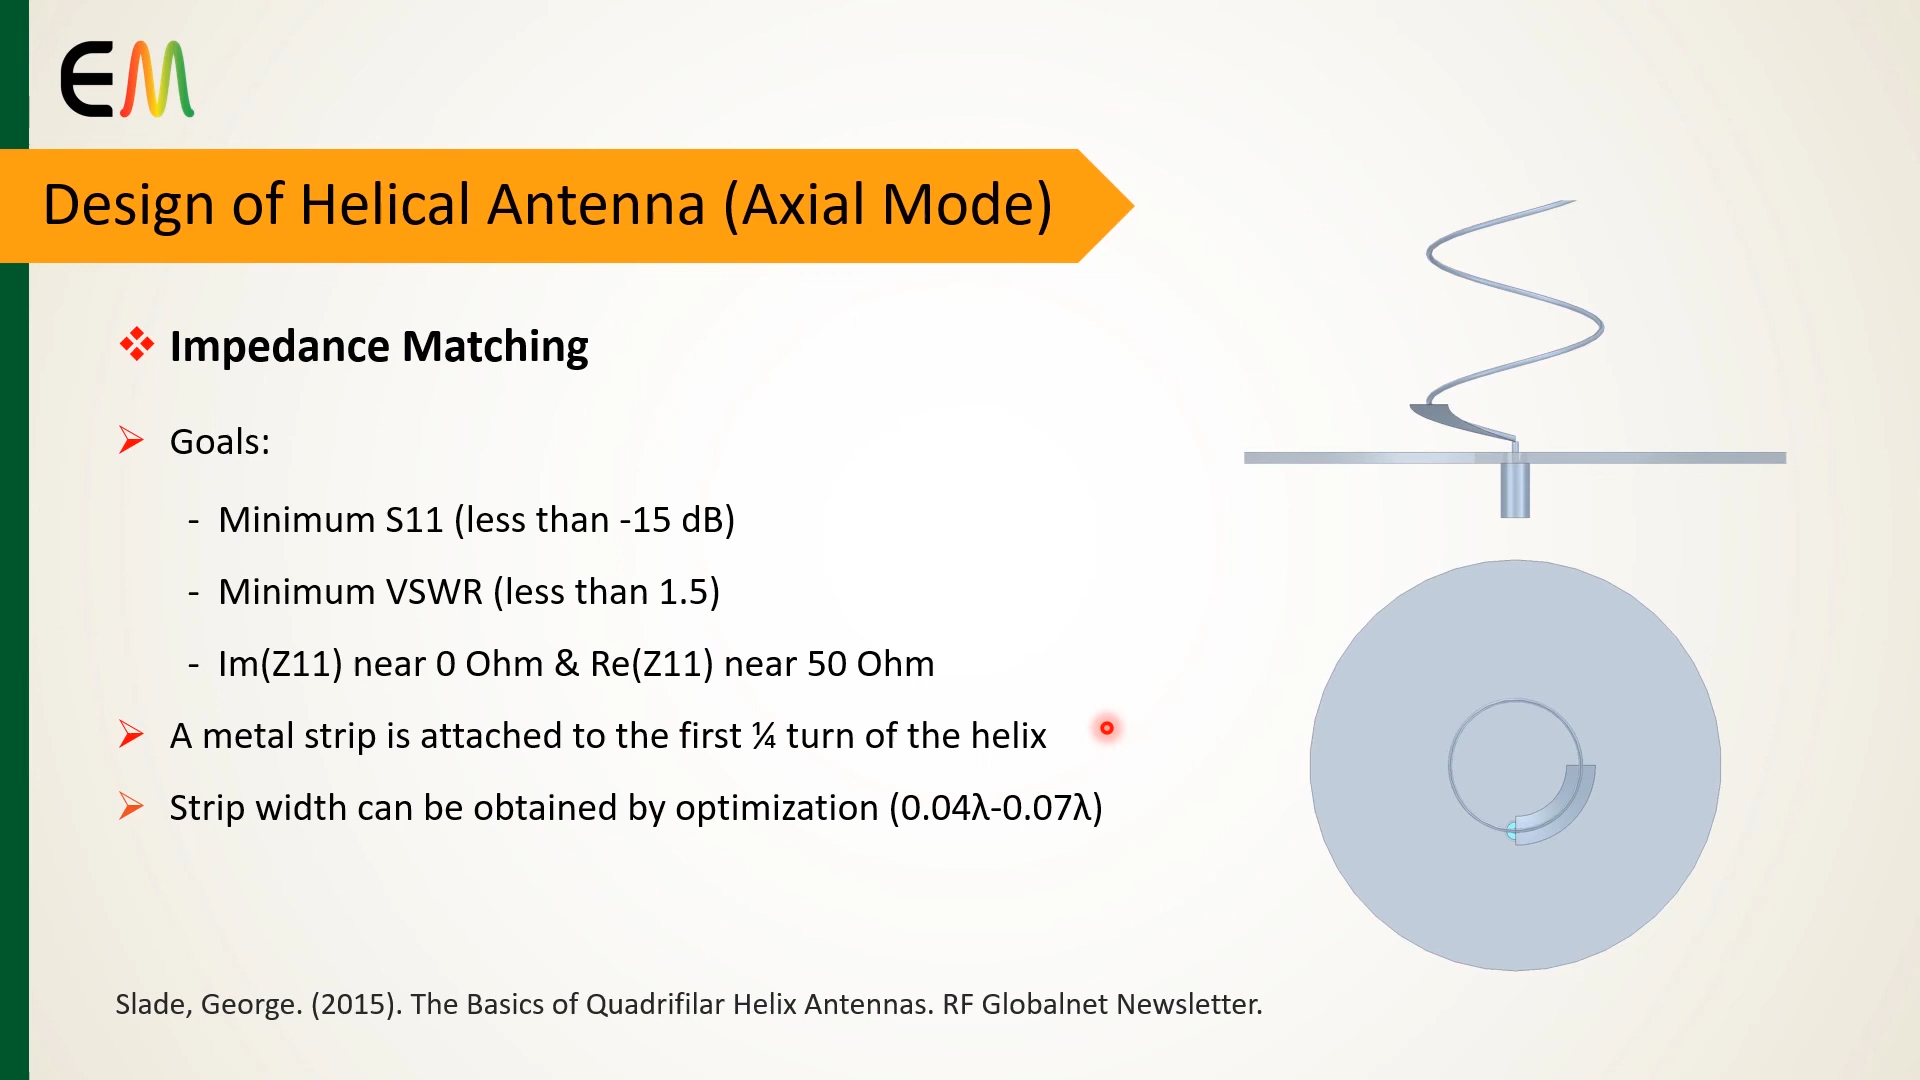 EM
Design of Helical Antenna (Axial Mode)
Impedance Matching
Goals:
- Minimum S11 (less than -15 dB)
- Minimum VSWR (less than 1.5)
- Im(Z11) near 0 Ohm & Re(Z11) near 50 Ohm
A metal strip is attached to the first ¼ turn of the helix
Strip width can be obtained by optimization (0.04λ-0.07λ)
Slade, George. (2015). The Basics of Quadrifilar Helix Antennas. RF Globalnet Newsletter.